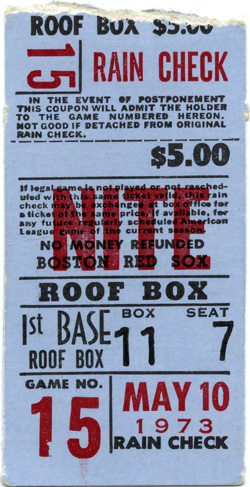 ROOF BOX $5.00
15 RAIN CHECK
IN THE EVENT OF POSTPONEMENT
THIS COUPON WILL ADMIT THE HOLDER
TO THE GAME NUMBERED HEREON.
NOT GOOD IF DETACHED FROM ORIGINAL
RAIN CHECK.
$5.00
If legal game is not played or not resched-
uled with this same ticket valid, this rain
check may be exchanged at box office for
a ticket of the same price, if available, for
any future regularly scheduled American
League game of the current season.
NITE
NO MONEY REFUNDED
BOSTON RED SOX
ROOF BOX
1st BASE
ROOF BOX
BOX
11
SEAT
7
GAME NO.
15
MAY 10
1973
RAIN CHECK